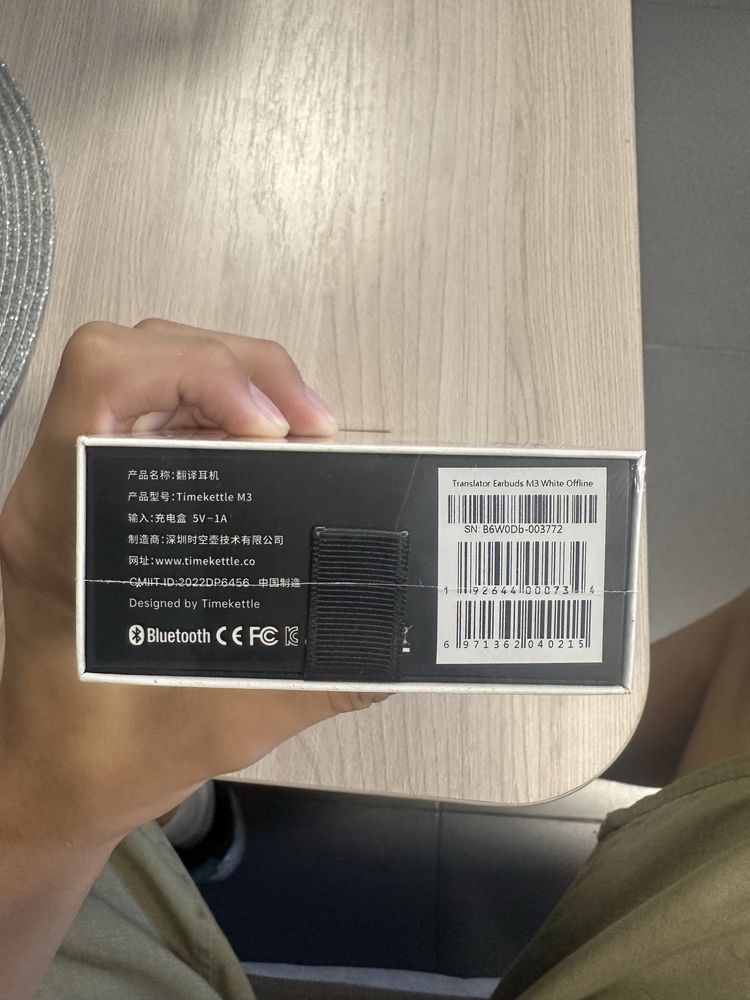 产品名称:翻译耳机
产品型号:Timekettle M3
输入:充电盒 5V-1A
制造商:深圳时空壶技术有限公司
网址:www.timekettle.co
CMIIT ID:2022DP6456 中国制造
Designed by Timekettle
Bluetooth CE FC
Translator Earbuds M3 White Offline
SN: B6W0Db-003772
1 92644 00073 4
6 971362 040215